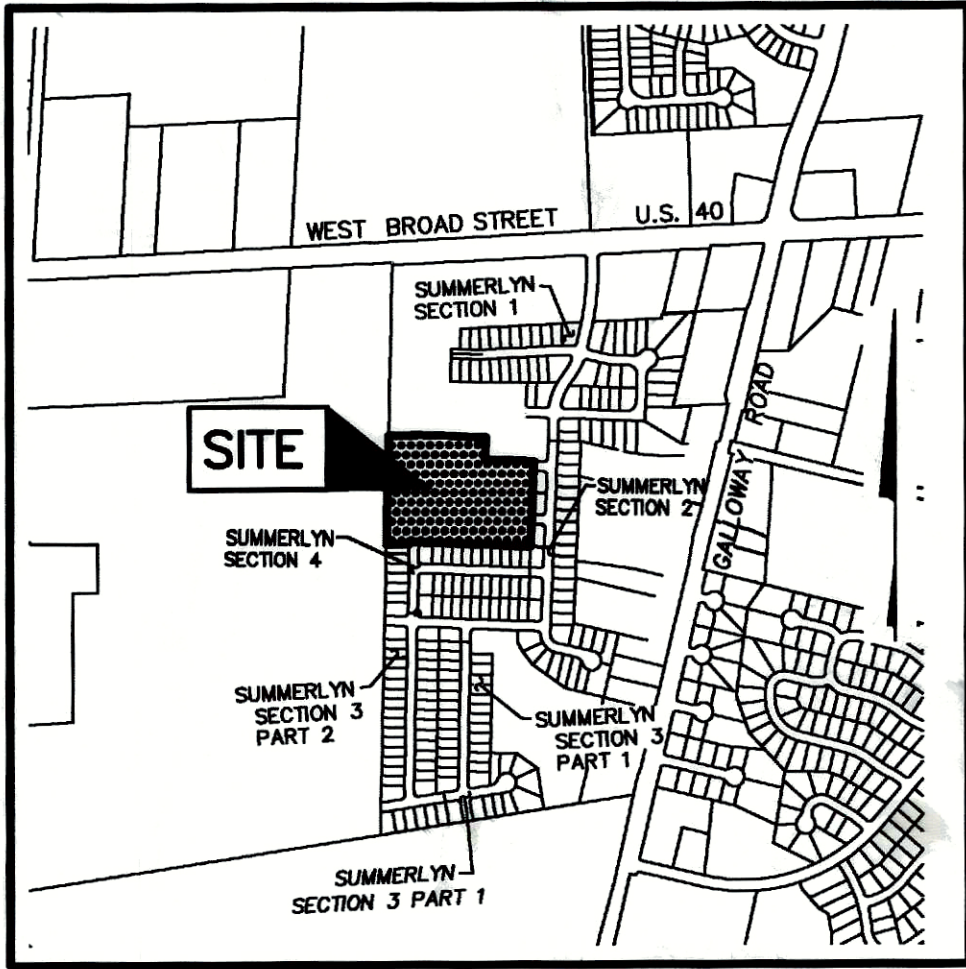 WEST BROAD STREET
U.S. 40
SUMMERLYN
SECTION 1
GALLOWAY ROAD
SITE
SUMMERLYN
SECTION 2
SUMMERLYN
SECTION 4
SUMMERLYN
SECTION 3
PART 2
SUMMERLYN
SECTION 3
PART 1
SUMMERLYN
SECTION 3 PART 1